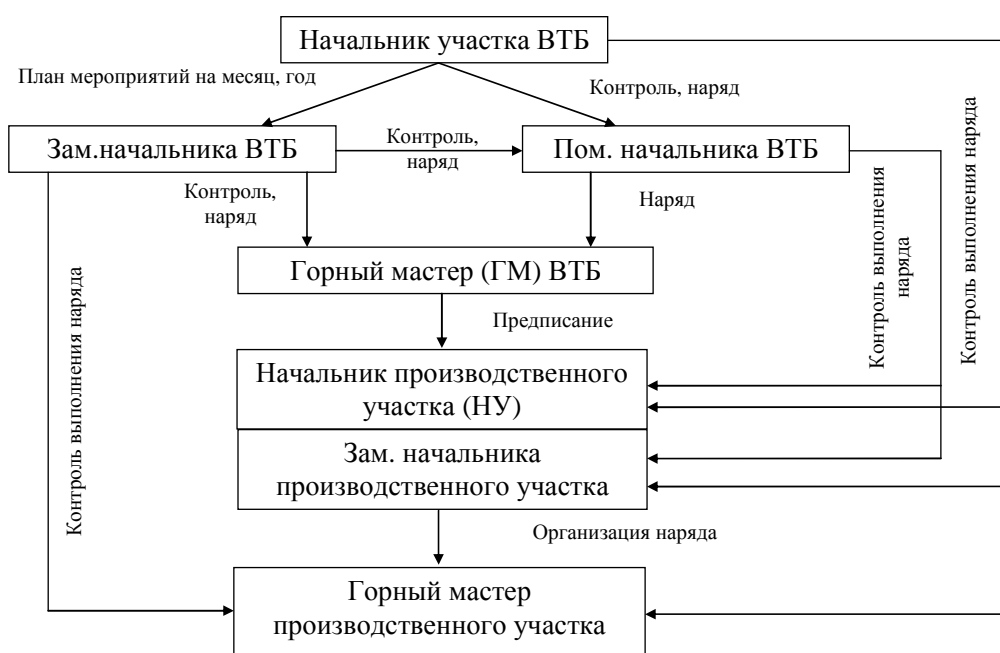 Начальник участка ВТБ
План мероприятий на месяц, год
Контроль, наряд
Зам.начальника ВТБ
Контроль,
наряд
Пом. начальника ВТБ
Контроль,
наряд
Наряд
Горный мастер (ГМ) ВТБ
Предписание
Контроль выполнения
наряда
Контроль выполнения наряда
Контроль выполнения наряда
Начальник производственного
участка (НУ)
Зам. начальника
производственного участка
Организация наряда
Горный мастер
производственного участка